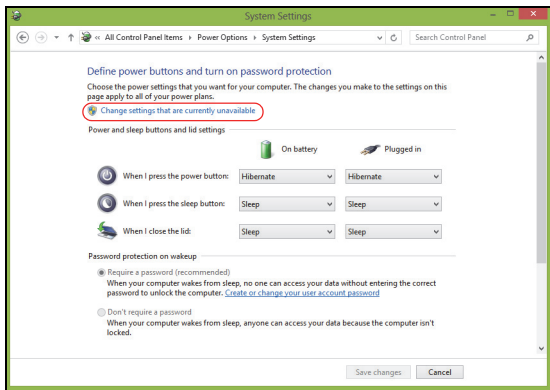 System Settings
« All Control Panel Items › Power Options › System Settings
Search Control Panel
Define power buttons and turn on password protection
Choose the power settings that you want for your computer. The changes you make to the settings on this
page apply to all of your power plans.
Change settings that are currently unavailable
Power and sleep buttons and lid settings
On battery Plugged in
When I press the power button: Hibernate Hibernate
When I press the sleep button: Sleep Sleep
When I close the lid: Sleep Sleep
Password protection on wakeup
Require a password (recommended)
When your computer wakes from sleep, no one can access your data without entering the correct
password to unlock the computer. Create or change your user account password
Don't require a password
When your computer wakes from sleep, anyone can access your data because the computer isn't
locked.
Save changes Cancel